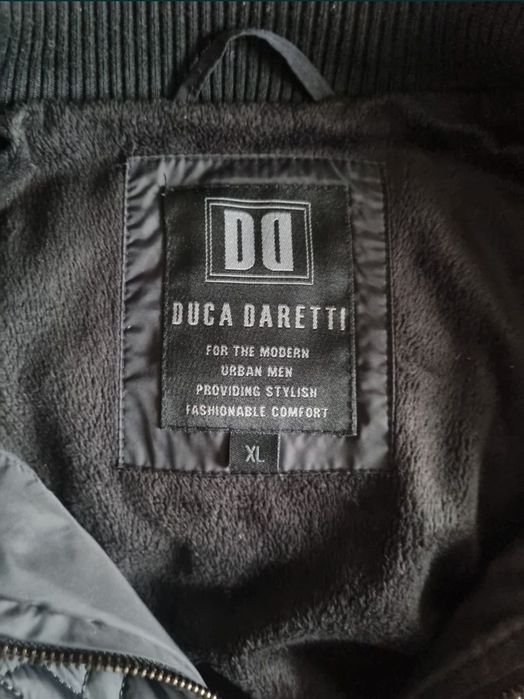 DD
DUCA DARETTI
FOR THE MODERN
URBAN MEN
PROVIDING STYLISH
FASHIONABLE COMFORT
XL